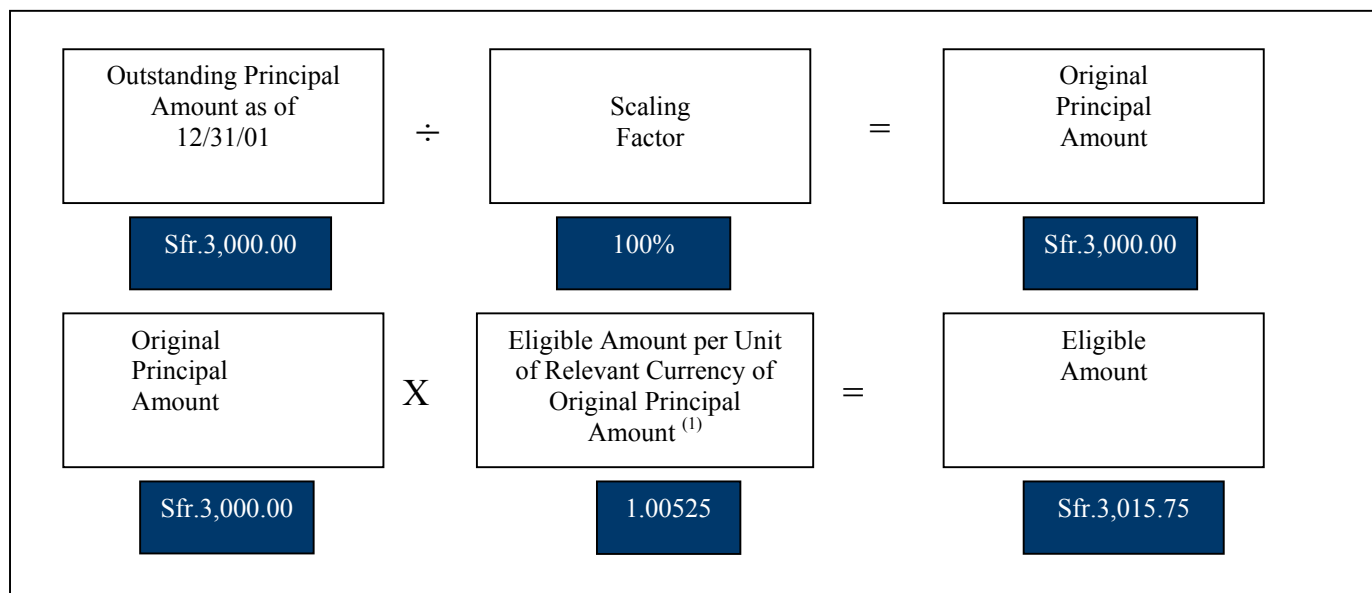 Outstanding Principal
Amount as of
12/31/01
÷
Scaling
Factor
=
Original
Principal
Amount
Sfr.3,000.00
100%
Sfr.3,000.00
Original
Principal
Amount
X
Eligible Amount per Unit
of Relevant Currency of
Original Principal
Amount (1)
=
Eligible
Amount
Sfr.3,000.00
1.00525
Sfr.3,015.75